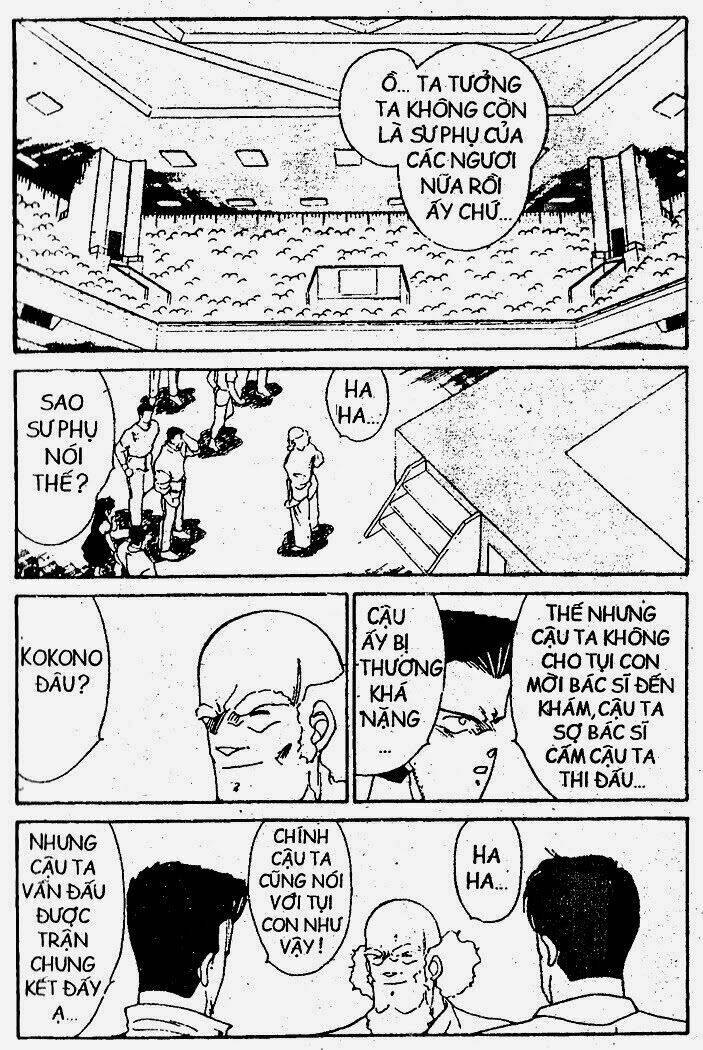 Ồ... TA TƯỞNG
TA KHÔNG CÒN
LÀ SƯ PHỤ CỦA
CÁC NGƯƠI
NỮA RỒI
ẤY CHỨ...
SAO
SƯ PHỤ
NÓI
THẾ?
HA
HA...
KOKONO
ĐÂU?
CẬU
ẤY BỊ
THƯƠNG
KHÁ
NẶNG
...
THẾ NHƯNG
CẬU TA KHÔNG
CHO TỤI CON
MỜI BÁC SĨ ĐẾN
KHÁM, CẬU TA
SỢ BÁC SĨ
CẤM CẬU TA
THI ĐẤU...
NHƯNG
CẬU TA
VẪN ĐẤU
ĐƯỢC
TRẬN
CHUNG
KẾT ĐẤY
Ạ...
CHÍNH
CẬU TA
CŨNG NÓI
VỚI TỤI
CON NHƯ
VẬY!
HA
HA...